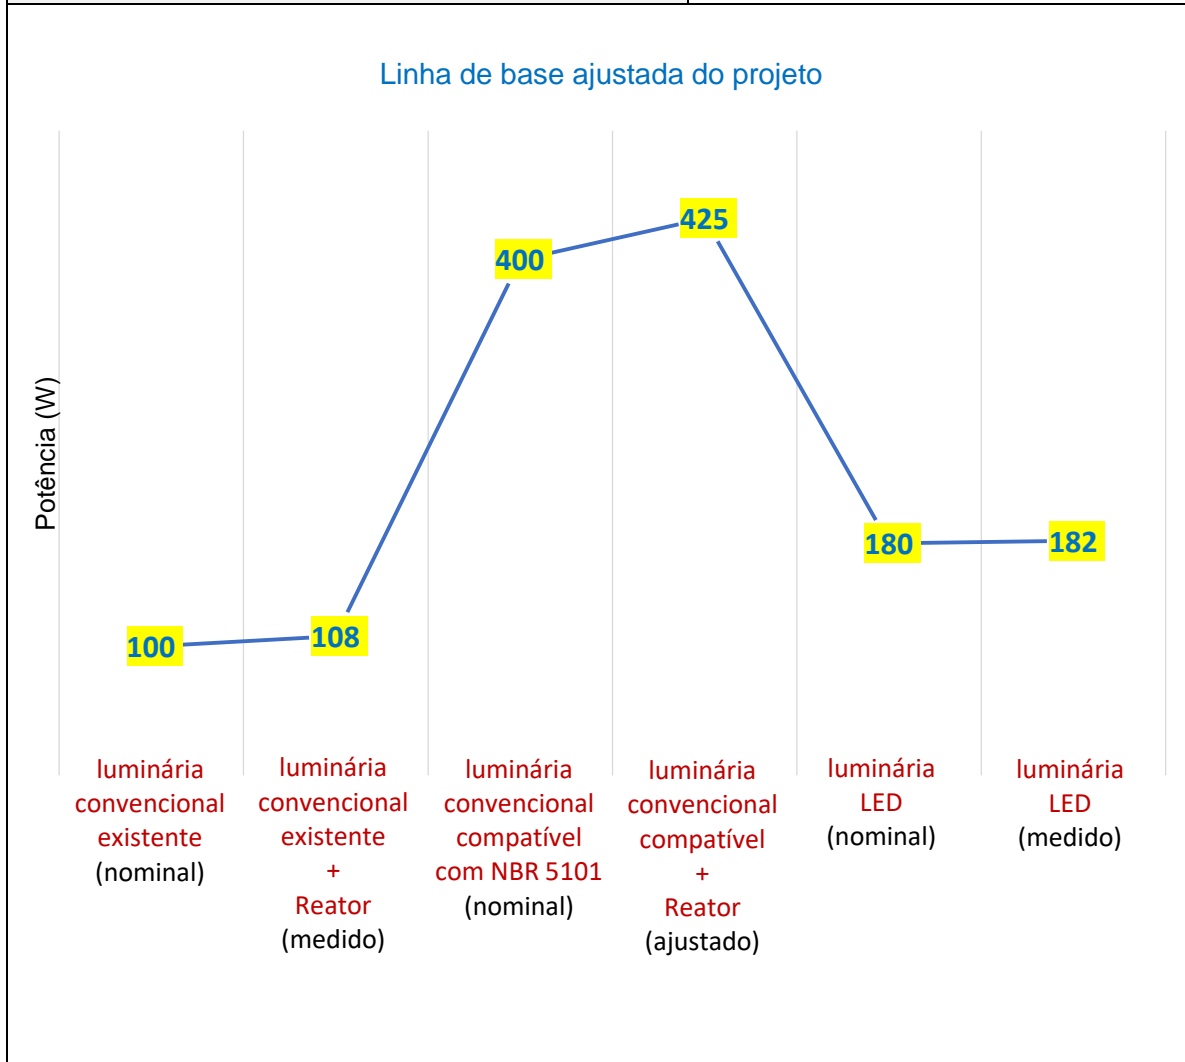 Linha de base ajustada do projeto
Potência (W)
425
400
180
182
100
108
luminária
convencional
existente
(nominal)
luminária
convencional
existente
+
Reator
(medido)
luminária
convencional
compatível
com NBR 5101
(nominal)
luminária
convencional
compatível
+
Reator
(ajustado)
luminária
LED
(nominal)
luminária
LED
(medido)